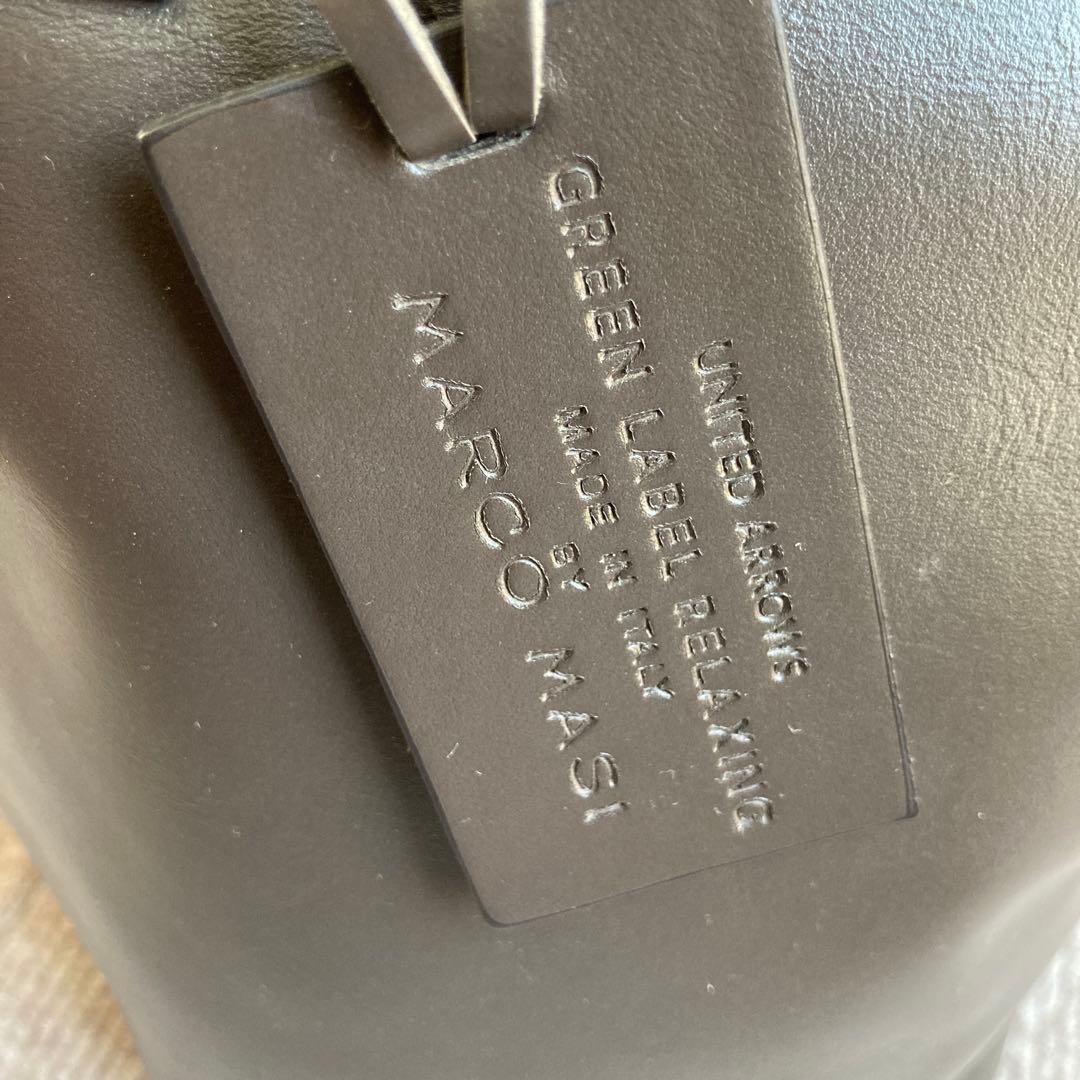 UNITED ARROWS
GREEN LABEL RELAXING
MADE IN ITALY
BY
MARCO MASI